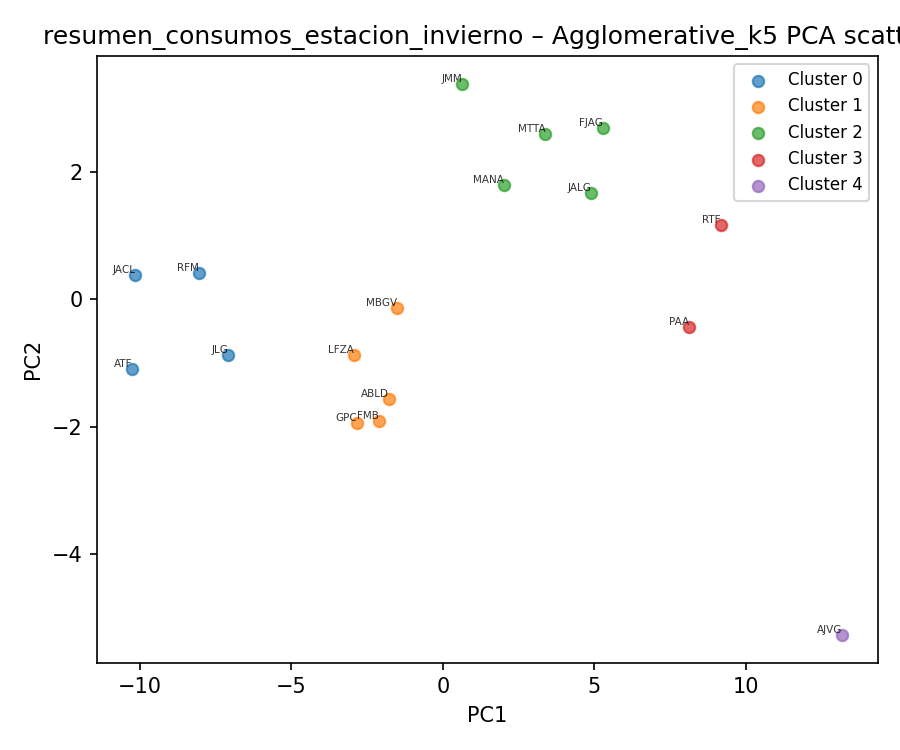 resumen_consumos_estacion_invierno – Agglomerative_k5 PCA scatt
Cluster 0
Cluster 1
Cluster 2
Cluster 3
Cluster 4
JMM
MTTA
FJAG
MANA
JALG
RTF
JACL
RFM
MBGV
PAA
ATF
JLG
LFZA
ABLD
GPC
FMB
AJVG
2
0
−2
−4
PC2
−10
−5
0
5
10
PC1